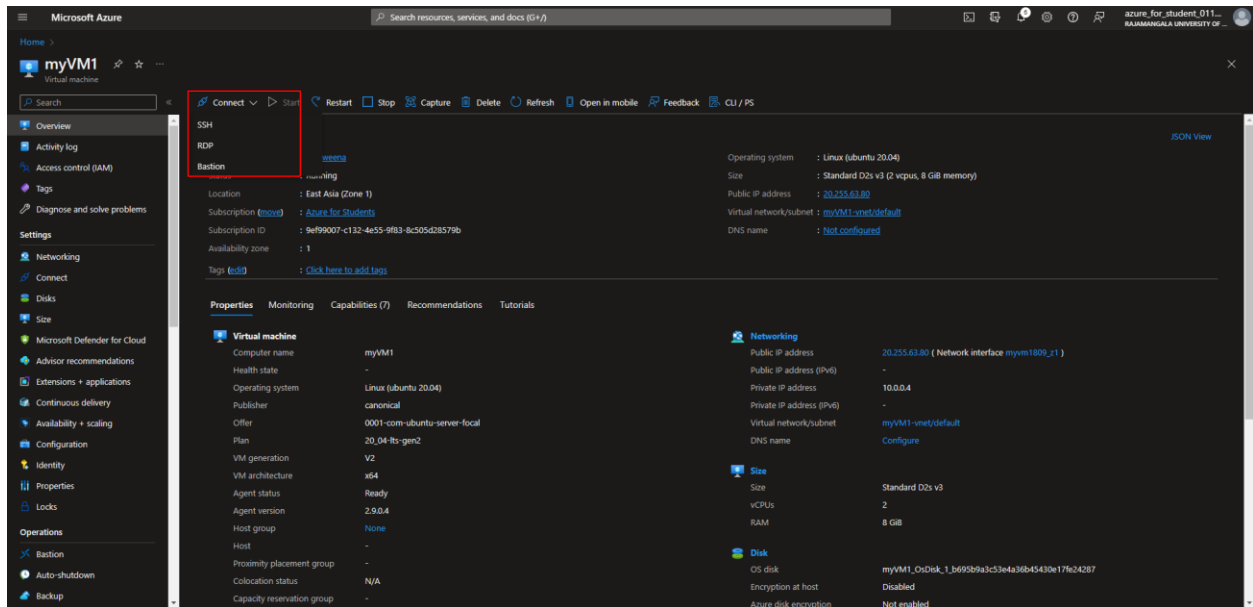 Microsoft Azure
Search resources, services, and docs (G+/)
6
azure_for_student_011...
RAJAMANGALA UNIVERSITY OF ...
Home >
myVM1
Virtual machine
Search
Connect
Start
Restart
Stop
Capture
Delete
Refresh
Open in mobile
Feedback
CLI / PS
SSH
RDP
Bastion
Overview
Activity log
Access control (IAM)
Tags
Diagnose and solve problems
Settings
Networking
Connect
Disks
Size
Microsoft Defender for Cloud
Advisor recommendations
Extensions + applications
Continuous delivery
Availability + scaling
Configuration
Identity
Properties
Locks
Operations
Bastion
Auto-shutdown
Backup
JSON View
weena
: Running
Location : East Asia (Zone 1)
Subscription (move) : Azure for Students
Subscription ID : 9ef99007-c132-4e55-9f83-8c505d28579b
Availability zone : 1
Tags (edit) : Click here to add tags
Operating system : Linux (ubuntu 20.04)
Size : Standard D2s v3 (2 vcpus, 8 GiB memory)
Public IP address : 20.255.63.80
Virtual network/subnet : myVM1-vnet/default
DNS name : Not configured
Properties Monitoring Capabilities (7) Recommendations Tutorials
Virtual machine
Computer name myVM1
Health state -
Operating system Linux (ubuntu 20.04)
Publisher canonical
Offer 0001-com-ubuntu-server-focal
Plan 20_04-lts-gen2
VM generation V2
VM architecture x64
Agent status Ready
Agent version 2.9.0.4
Host group None
Host -
Proximity placement group -
Colocation status N/A
Capacity reservation group -
Networking
Public IP address 20.255.63.80 ( Network interface myvm1809_z1 )
Public IP address (IPv6) -
Private IP address 10.0.0.4
Private IP address (IPv6) -
Virtual network/subnet myVM1-vnet/default
DNS name Configure
Size
Size Standard D2s v3
vCPUs 2
RAM 8 GiB
Disk
OS disk myVM1_OsDisk_1_b695b9a3c53e4a36b45430e17fe24287
Encryption at host Disabled
Azure disk encryption Not enabled